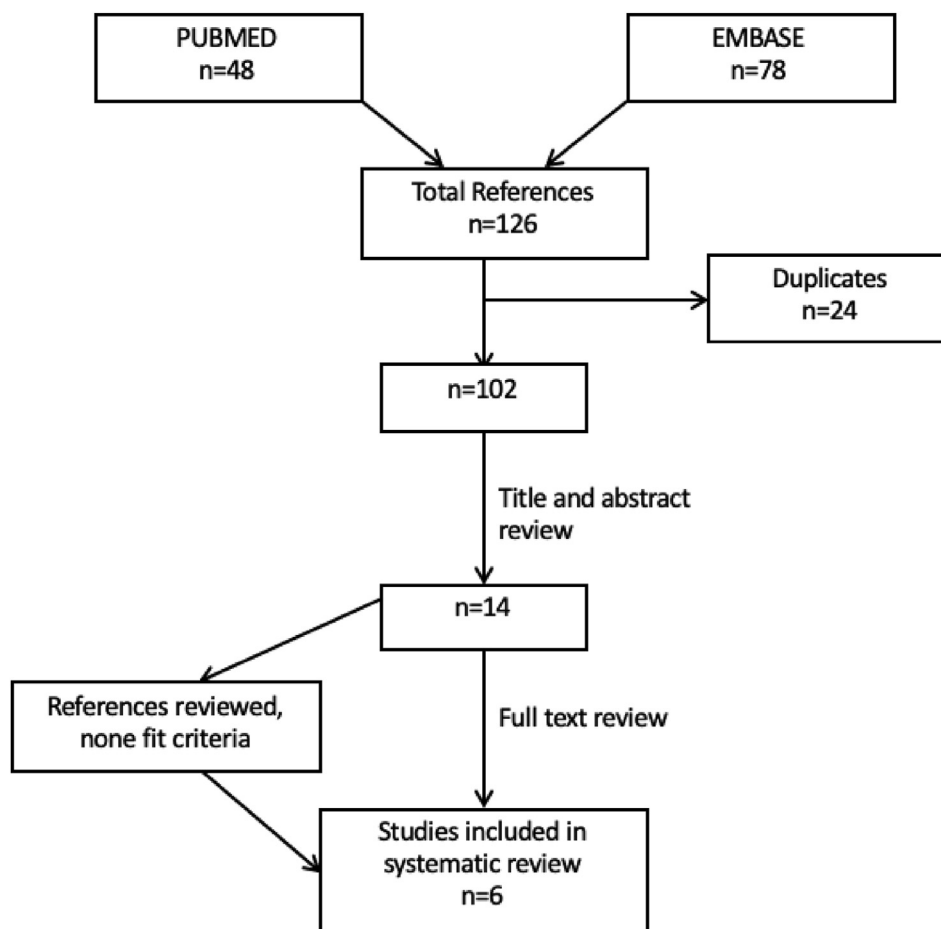 PUBMED
n=48
EMBASE
n=78
Total References
n=126
Duplicates
n=24
n=102
Title and abstract
review
n=14
References reviewed,
none fit criteria
Full text review
Studies included in
systematic review
n=6